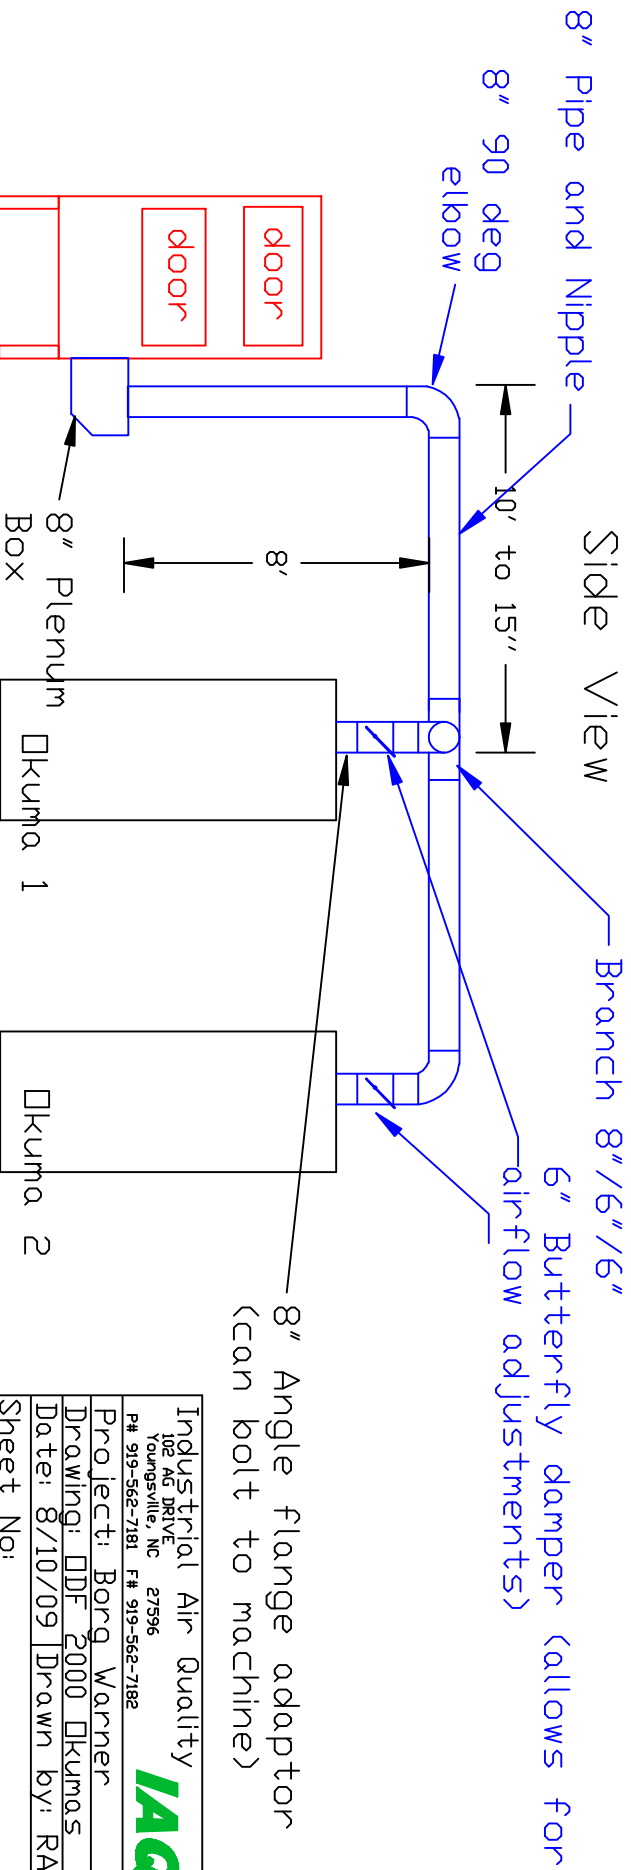 Side View
8" Pipe and Nipple
8" 90 deg
elbow
10' to 15"
8'
door
door
8" Plenum
Box
Okuma 1
Okuma 2
Branch 8"/6"/6"
6" Butterfly damper (allows for
airflow adjustments)
8" Angle flange adaptor
(can bolt to machine)
Industrial Air Quality
102 AG DRIVE
Youngsville, NC 27596
P# 919-562-7181 F# 919-562-7182
IAQ
Project: Borg Warner
Drawing: ODF 2000 Okumas
Date: 8/10/09 Drawn by: RA
Sheet No: